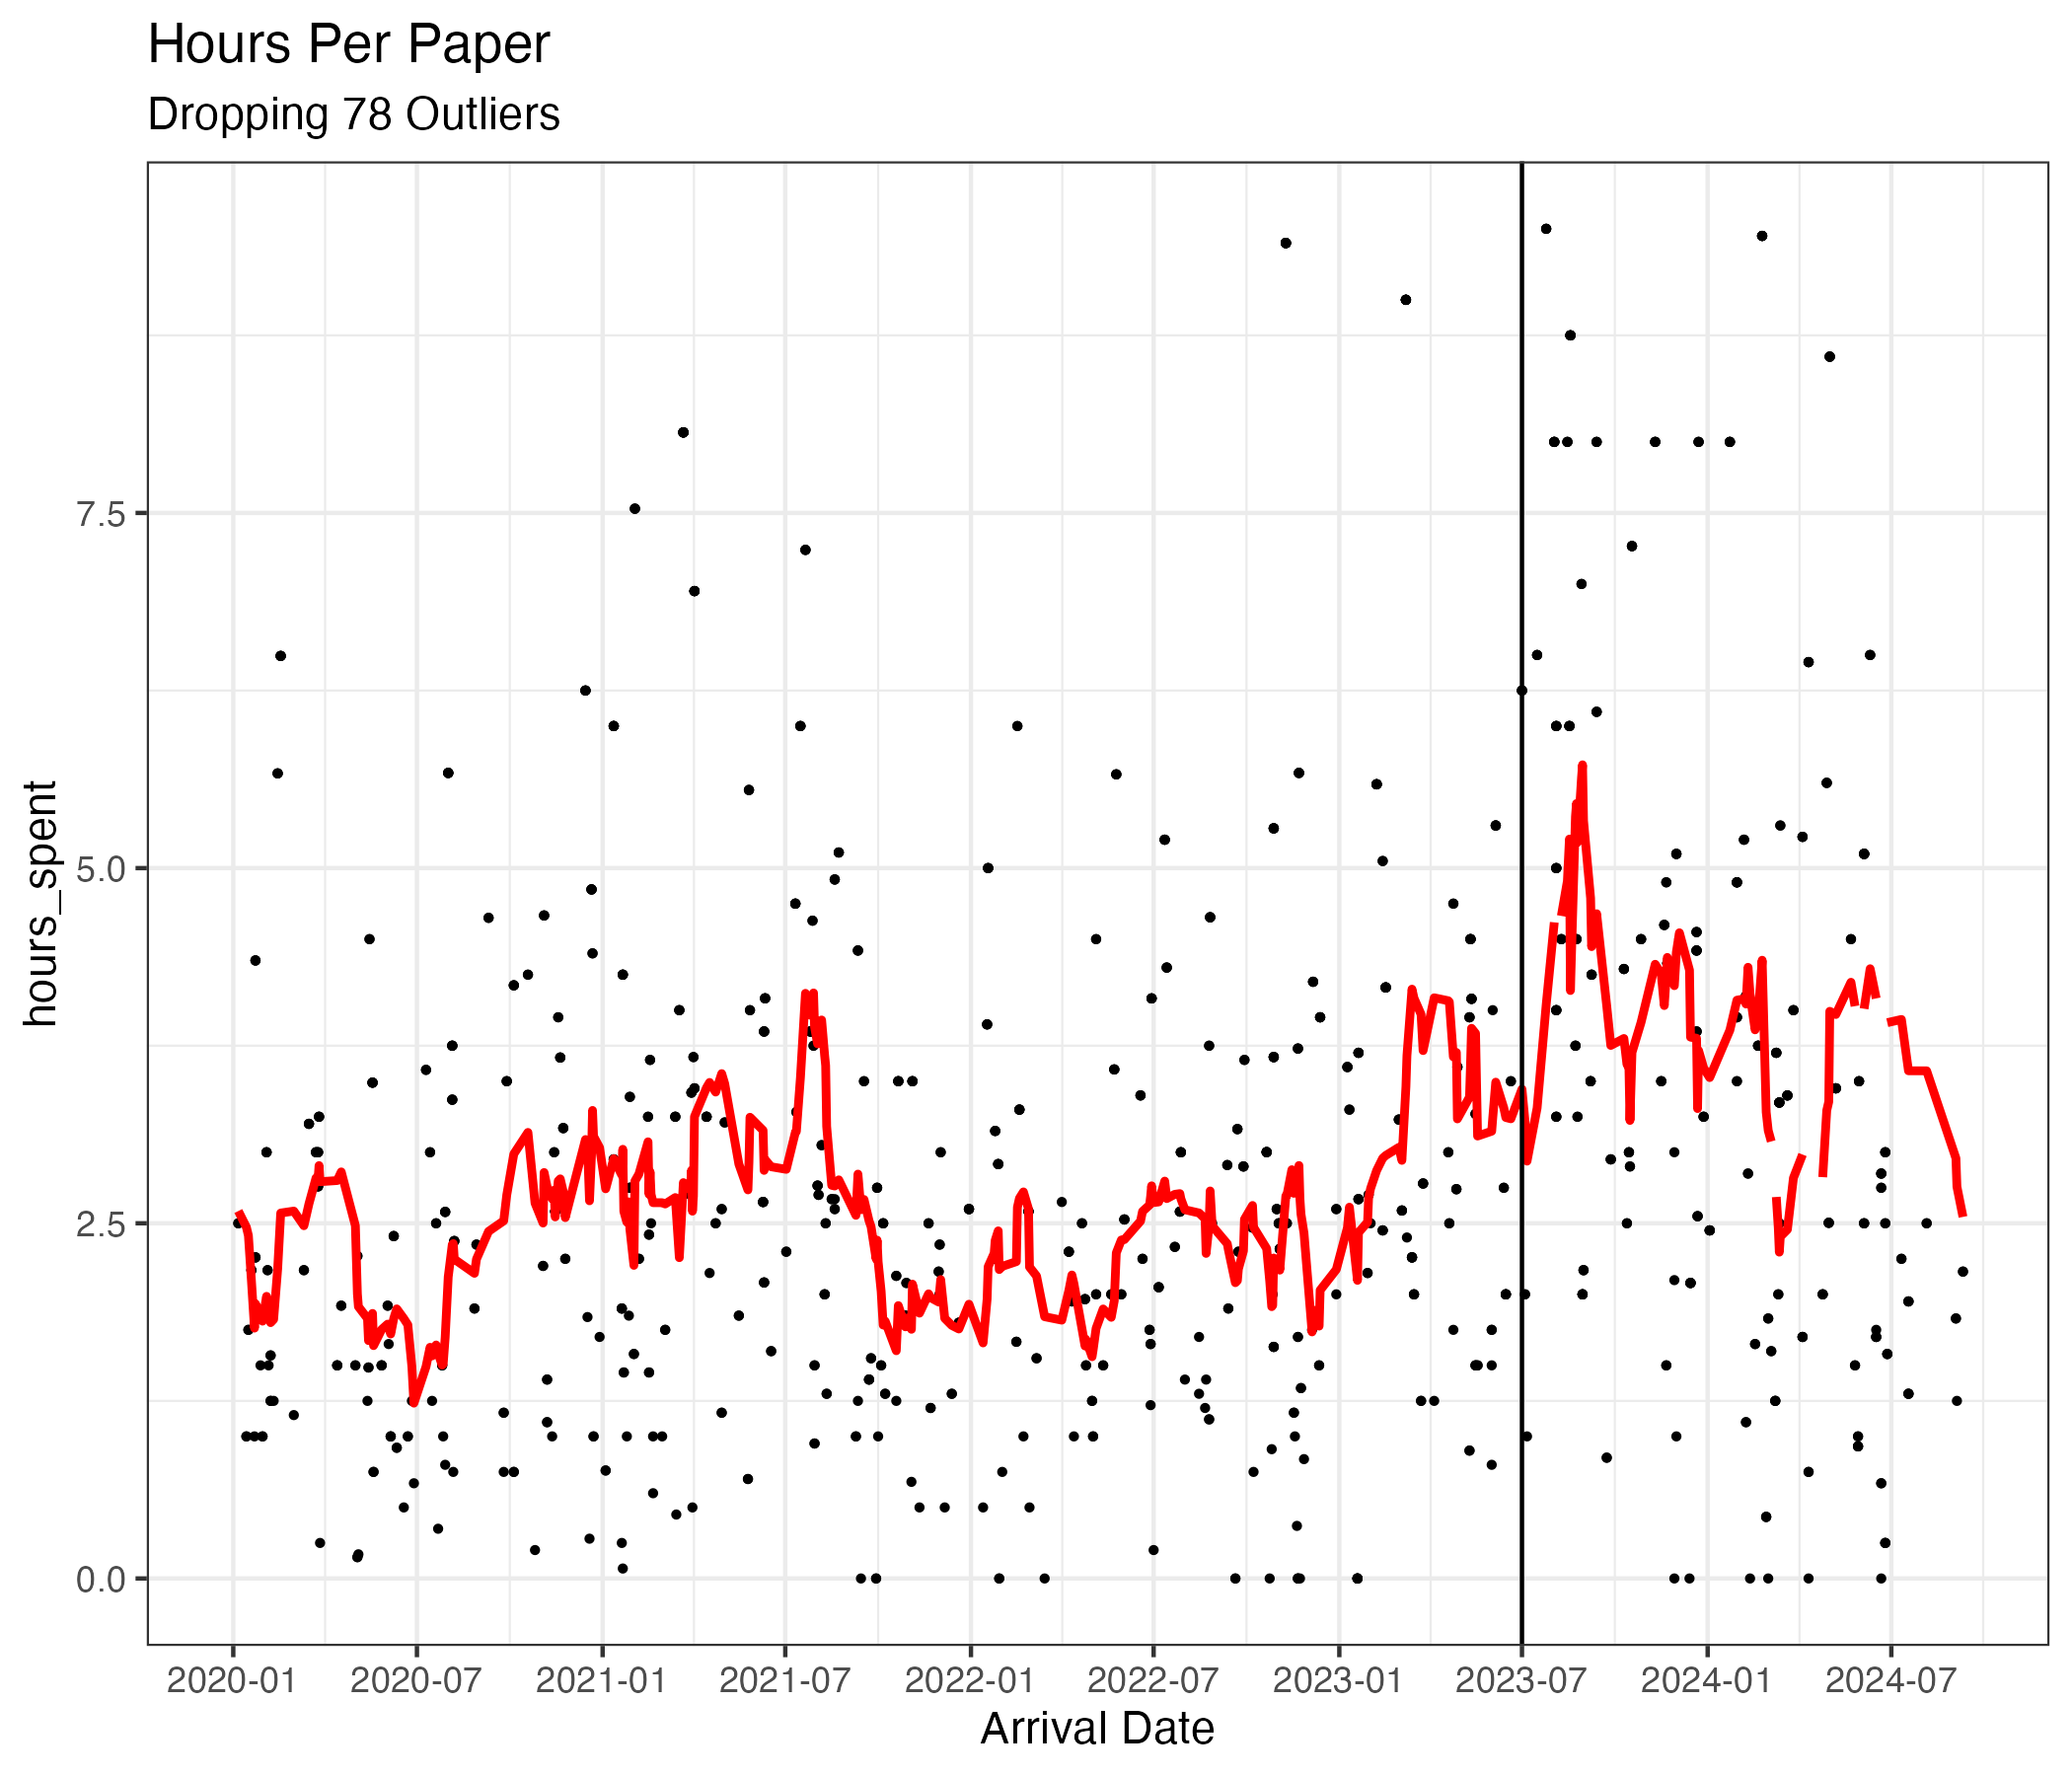 Hours Per Paper
Dropping 78 Outliers
hours_spent
7.5
5.0
2.5
0.0
2020-01 2020-07 2021-01 2021-07 2022-01 2022-07 2023-01 2023-07 2024-01 2024-07
Arrival Date